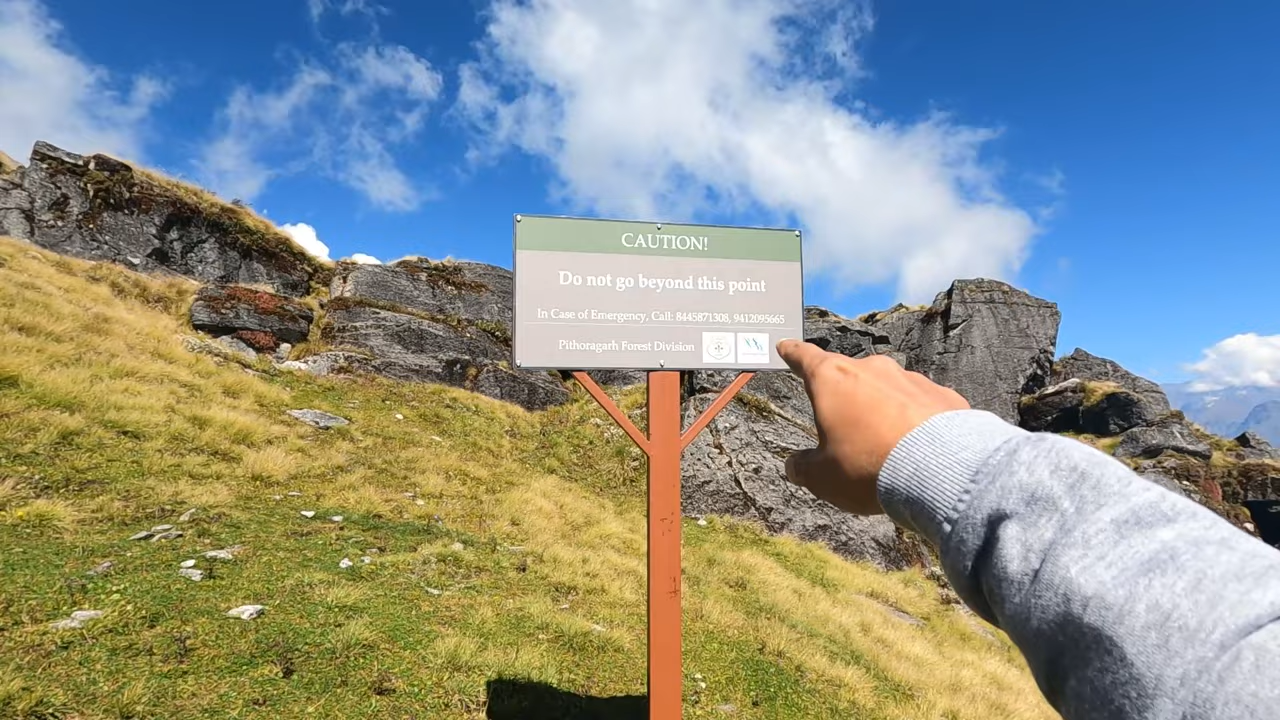 CAUTION!
Do not go beyond this point
In Case of Emergency, Call: 8445871308, 9412095665
Pithoragarh Forest Division